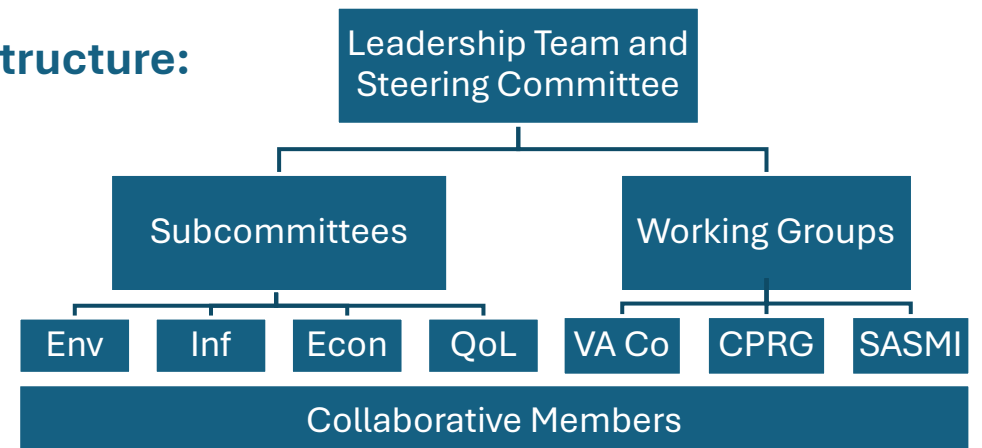 tructure:
Leadership Team and
Steering Committee
Subcommittees
Working Groups
Env
Inf
Econ
QoL
VA Co
CPRG
SASMI
Collaborative Members